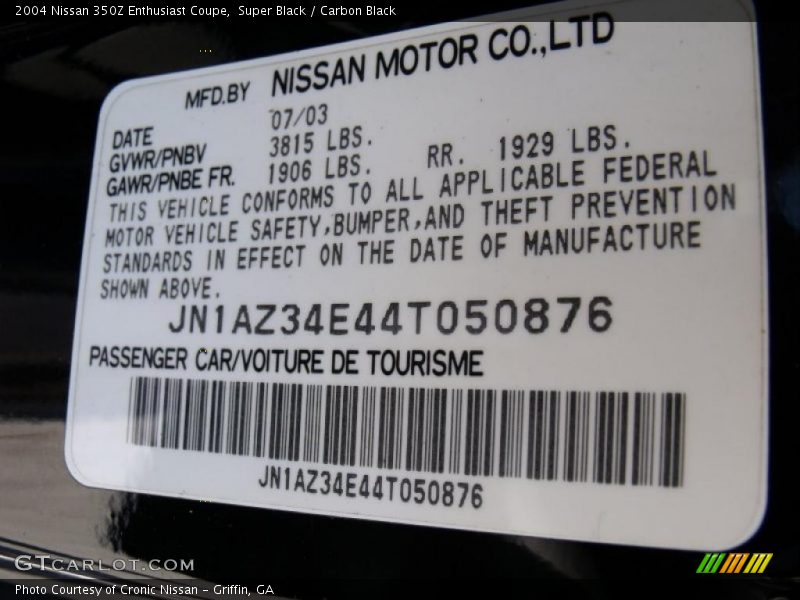 2004 Nissan 350Z Enthusiast Coupe,  Super Black / Carbon Black
MFD.BY NISSAN MOTOR CO.,LTD
DATE 07/03
GVWR/PNBV 3815 LBS.
GAWR/PNBE FR. 1906 LBS. RR. 1929 LBS.
THIS VEHICLE CONFORMS TO ALL APPLICABLE FEDERAL
MOTOR VEHICLE SAFETY,BUMPER,AND THEFT PREVENTION
STANDARDS IN EFFECT ON THE DATE OF MANUFACTURE
SHOWN ABOVE.
JN1AZ34E44T050876
PASSENGER CAR/VOITURE DE TOURISME
JN1AZ34E44T050876
GTCARLOT.COM
Photo Courtesy of Cronic Nissan - Griffin, GA